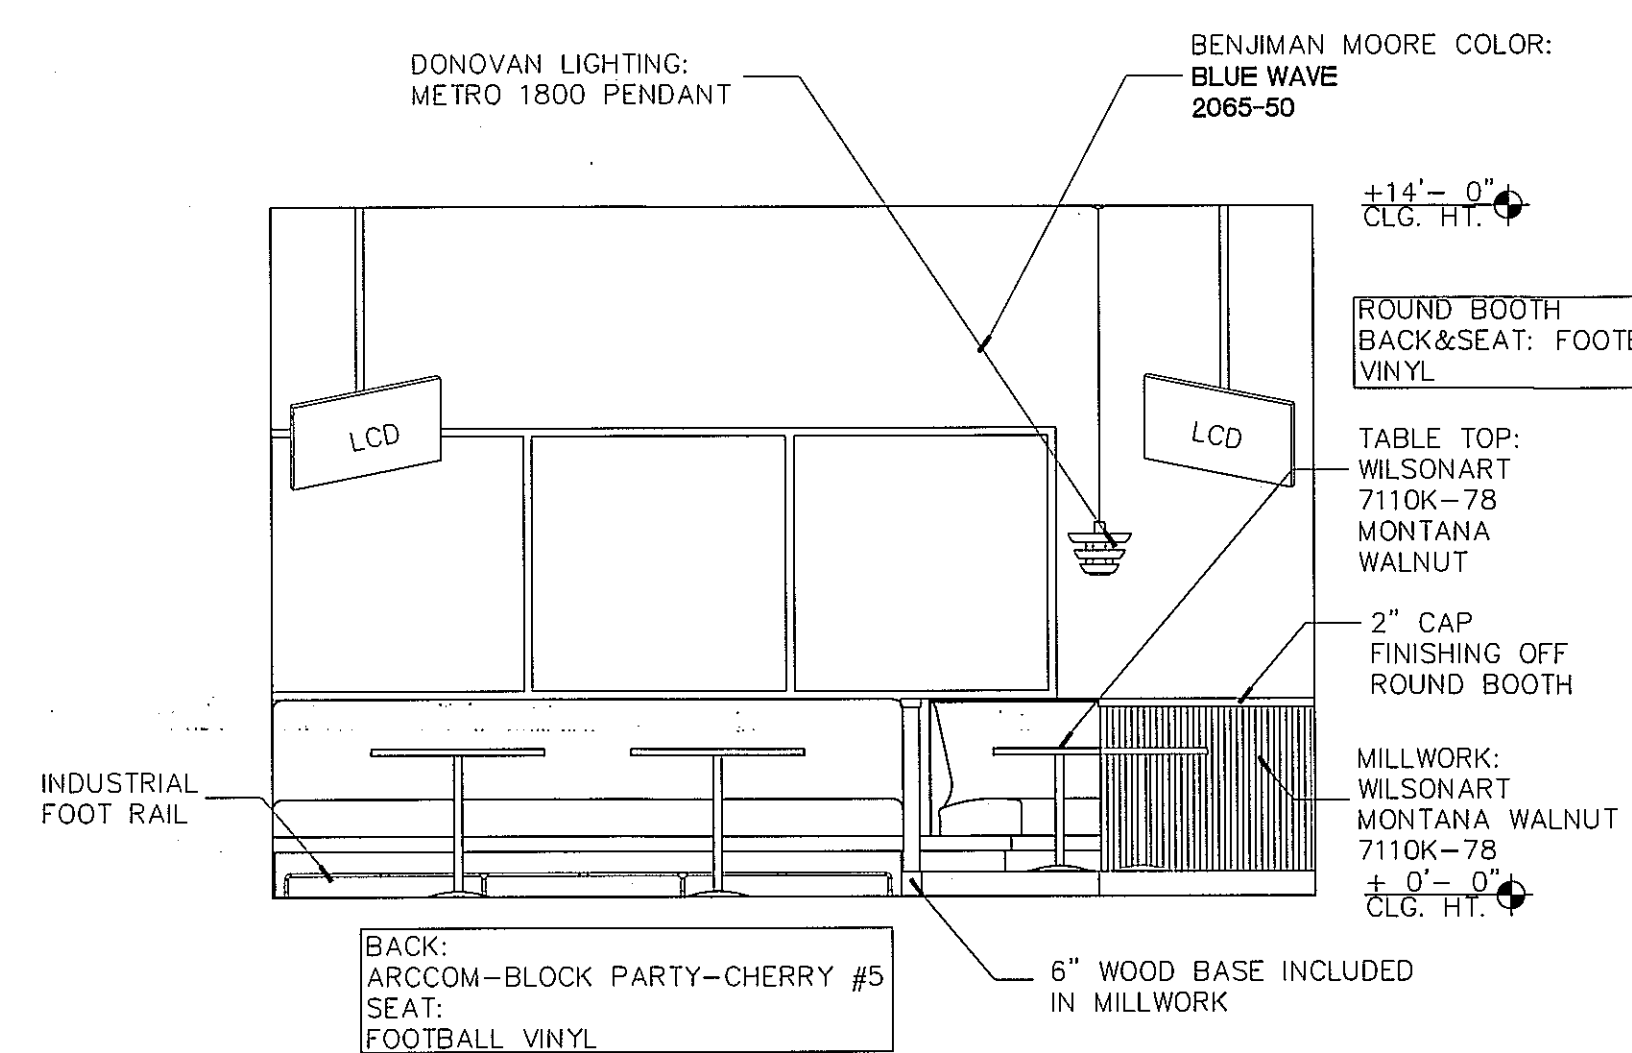 DONOVAN LIGHTING:
METRO 1800 PENDANT
BENJIMAN MOORE COLOR:
BLUE WAVE
2065-50
+14'- 0"
CLG. HT.
ROUND BOOTH
BACK&SEAT:
VINYL
LCD
LCD
TABLE TOP:
WILSONART
7110K-78
MONTANA
WALNUT
2" CAP
FINISHING OFF
ROUND BOOTH
INDUSTRIAL
FOOT RAIL
MILLWORK:
WILSONART
MONTANA WALNUT
7110K-78
+ 0'- 0"
CLG. HT.
BACK:
ARCCOM-BLOCK PARTY-CHERRY #5
SEAT:
FOOTBALL VINYL
6" WOOD BASE INCLUDED
IN MILLWORK